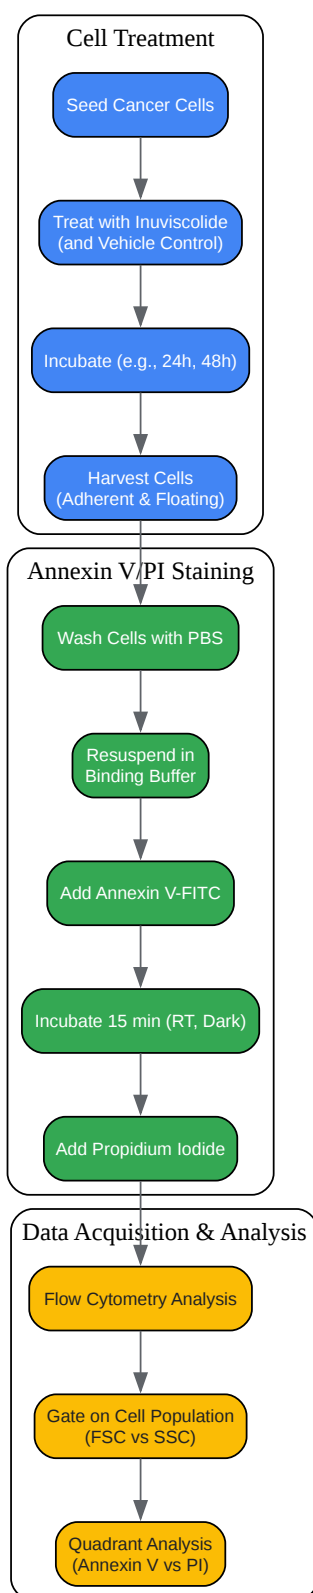 Cell Treatment
Seed Cancer Cells
Treat with Inuviscolide
(and Vehicle Control)
Incubate (e.g., 24h, 48h)
Harvest Cells
(Adherent & Floating)
Annexin V/PI Staining
Wash Cells with PBS
Resuspend in
Binding Buffer
Add Annexin V-FITC
Incubate 15 min (RT, Dark)
Add Propidium Iodide
Data Acquisition & Analysis
Flow Cytometry Analysis
Gate on Cell Population
(FSC vs SSC)
Quadrant Analysis
(Annexin V vs PI)